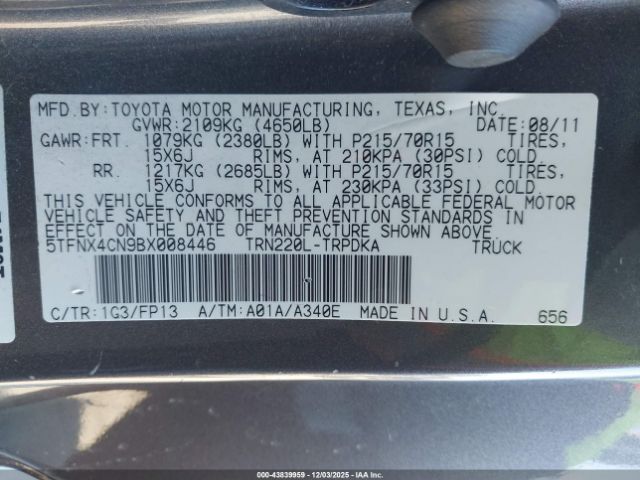 MFD.BY:TOYOTA MOTOR MANUFACTURING, TEXAS, INC.
GVWR:2109KG (4650LB) DATE:08/11
GAWR:FRT. 1079KG (2380LB) WITH P215/70R15 TIRES,
15X6J RIMS, AT 210KPA (30PSI) COLD
RR. 1217KG (2685LB) WITH P215/70R15 TIRES,
15X6J RIMS, AT 230KPA (33PSI) COLD
THIS VEHICLE CONFORMS TO ALL APPLICABLE FEDERAL MOTOR
VEHICLE SAFETY AND THEFT PREVENTION STANDARDS IN
EFFECT ON THE DATE OF MANUFACTURE SHOWN ABOVE.
5TFNX4CN9BX008446 TRN220L-TRPDKA TRUCK
C/TR:1G3/FP13 A/TM:A01A/A340E MADE IN U.S.A. 656
000-43839959 - 12/03/2025 - IAA, Inc.